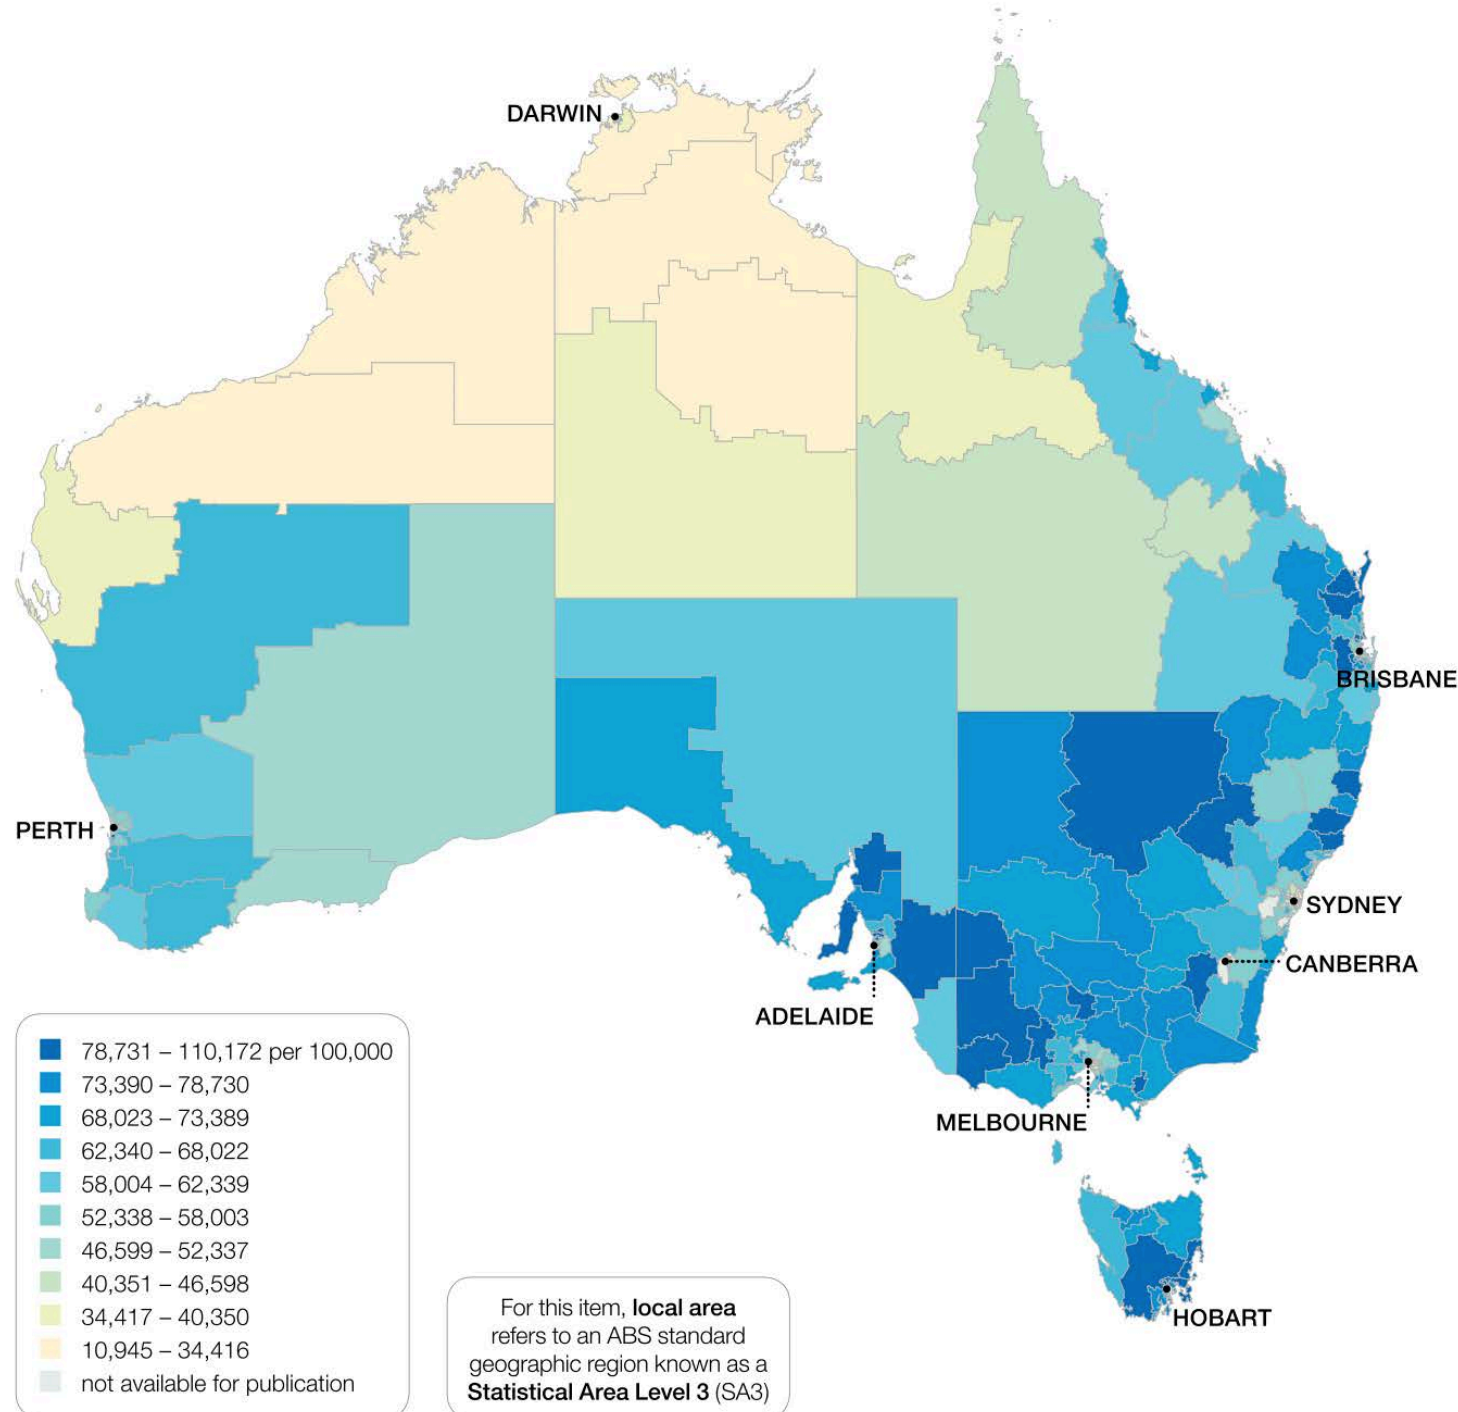 DARWIN
BRISBANE
PERTH
SYDNEY
CANBERRA
ADELAIDE
MELBOURNE
HOBART
78,731 – 110,172 per 100,000
73,390 – 78,730
68,023 – 73,389
62,340 – 68,022
58,004 – 62,339
52,338 – 58,003
46,599 – 52,337
40,351 – 46,598
34,417 – 40,350
10,945 – 34,416
not available for publication
For this item, local area
refers to an ABS standard
geographic region known as a
Statistical Area Level 3 (SA3)